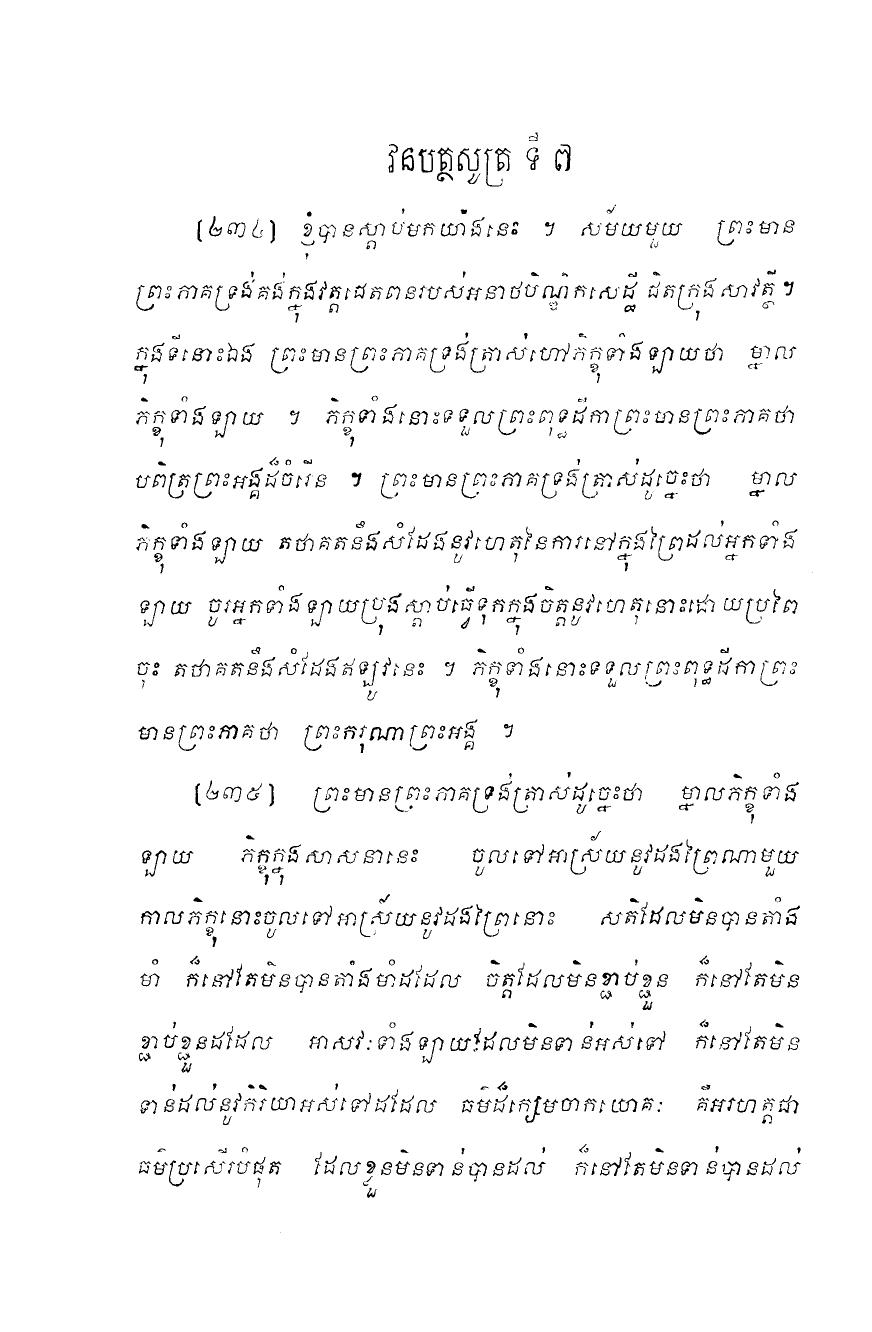 វនបត្ថសូត្រ ទី ៧
[២៣៤] ខ្ញុំបានស្តាប់មកយ៉ាងនេះ ។ សម័យមួយ ព្រះមាន
ព្រះភាគទ្រង់គង់ក្នុងវត្តជេតពនរបស់អនាថបិណ្ឌិកសេដ្ឋី ជិតក្រុងសាវត្ថី ។
ក្នុងទីនោះឯង ព្រះមានព្រះភាគទ្រង់ត្រាស់ហៅភិក្ខុទាំងឡាយថា ម្នាល
ភិក្ខុទាំងឡាយ ។ ភិក្ខុទាំងនោះទទួលព្រះពុទ្ធដីកាព្រះមានព្រះភាគថា
បពិត្រព្រះអង្គដ៏ចំរើន ។ ព្រះមានព្រះភាគទ្រង់ត្រាស់ដូច្នេះថា ម្នាល
ភិក្ខុទាំងឡាយ តថាគតនឹងសំដែងនូវហេតុនៃការនៅក្នុងព្រៃដល់អ្នកទាំង
ឡាយ ចូរអ្នកទាំងឡាយប្រុងស្តាប់ធ្វើទុកក្នុងចិត្តនូវហេតុនោះដោយប្រពៃ
ចុះ តថាគតនឹងសំដែងឥឡូវនេះ ។ ភិក្ខុទាំងនោះទទួលព្រះពុទ្ធដីកាព្រះ
មានព្រះភាគថា ព្រះករុណាព្រះអង្គ ។
[២៣៥] ព្រះមានព្រះភាគទ្រង់ត្រាស់ដូច្នេះថា ម្នាលភិក្ខុទាំង
ឡាយ ភិក្ខុក្នុងសាសនានេះ ចូលទៅអាស្រ័យនូវដងព្រៃណាមួយ
កាលភិក្ខុនោះចូលទៅអាស្រ័យនូវដងព្រៃនោះ សតិដែលមិនបានតាំង
មាំ ក៏នៅតែមិនបានតាំងមាំដដែល ចិត្តដែលមិនខ្ជាប់ខ្ជួន ក៏នៅតែមិន
ខ្ជាប់ខ្ជួនដដែល អាសវៈទាំងឡាយដែលមិនទាន់អស់ទៅ ក៏នៅតែមិន
ទាន់ដល់នូវកិរិយាអស់ទៅដដែល ធម៌ដ៏ក្សេមចាកយោគៈ គឺអរហត្តជា
ធម៌ប្រសើរបំផុត ដែលខ្លួនមិនទាន់បានដល់ ក៏នៅតែមិនទាន់បានដល់